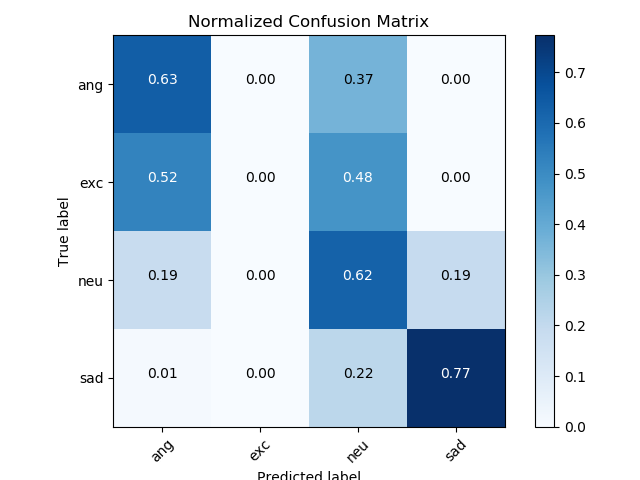 Normalized Confusion Matrix
ang 0.63 0.00 0.37 0.00
exc 0.52 0.00 0.48 0.00
neu 0.19 0.00 0.62 0.19
sad 0.01 0.00 0.22 0.77
ang exc neu sad
True label
Predicted label
0.7
0.6
0.5
0.4
0.3
0.2
0.1
0.0